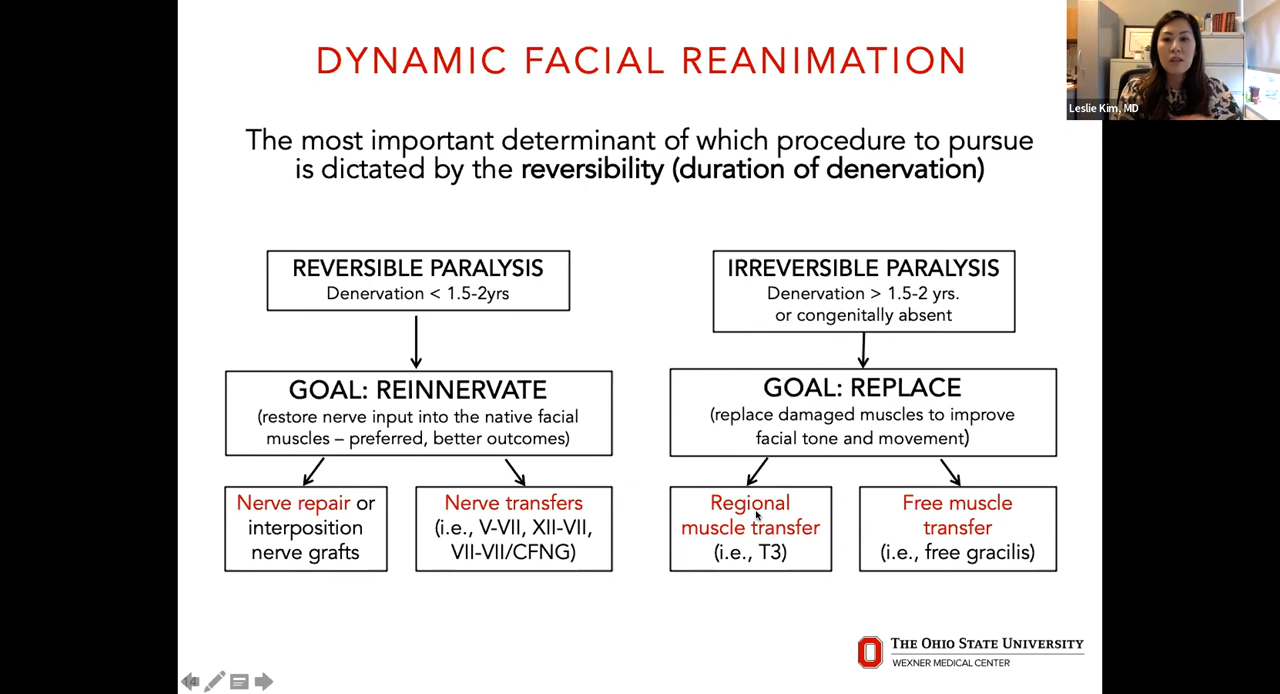 DYNAMIC FACIAL REANIMATION
Leslie Kim, MD
The most important determinant of which procedure to pursue
is dictated by the reversibility (duration of denervation)
REVERSIBLE PARALYSIS
Denervation < 1.5-2yrs
GOAL: REINNERVATE
(restore nerve input into the native facial
muscles – preferred, better outcomes)
Nerve repair or
interposition
nerve grafts
Nerve transfers
(i.e., V-VII, XII-VII,
VII-VII/CFNG)
IRREVERSIBLE PARALYSIS
Denervation > 1.5-2 yrs.
or congenitally absent
GOAL: REPLACE
(replace damaged muscles to improve
facial tone and movement)
Regional
muscle transfer
(i.e., T3)
Free muscle
transfer
(i.e., free gracilis)
THE OHIO STATE UNIVERSITY
WEXNER MEDICAL CENTER
14